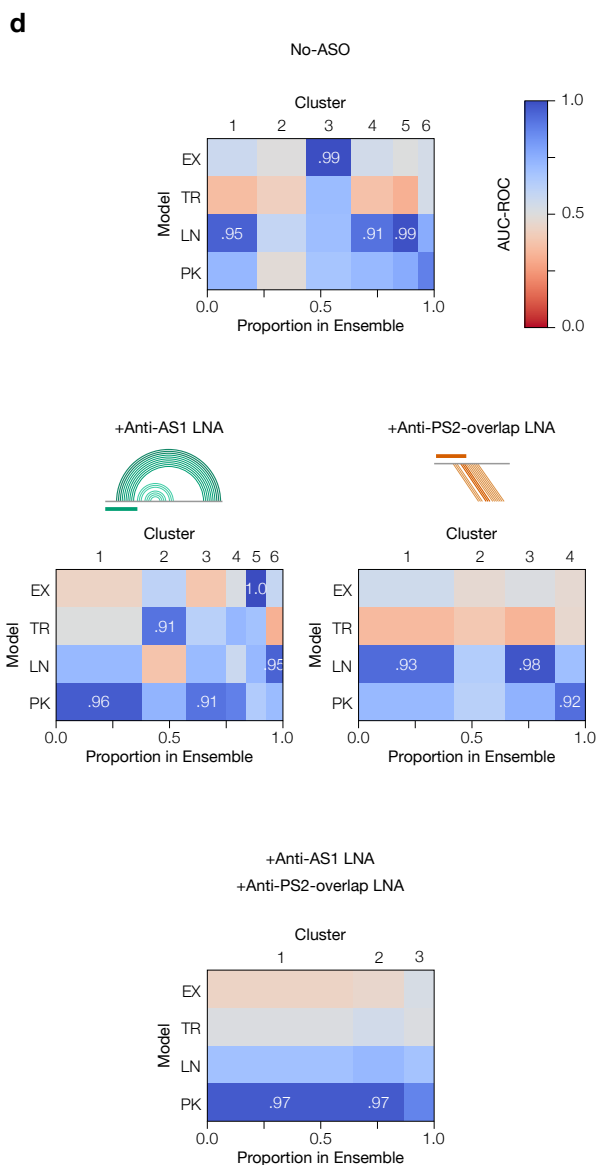 d
No-ASO
Cluster
1 2 3 4 5 6
Model
EX .99
TR
LN .95 .91 .99
PK
0.0 0.5 1.0
Proportion in Ensemble
1.0
0.5
0.0
AUC-ROC
+Anti-AS1 LNA
Cluster
1 2 3 4 5 6
Model
EX 1.0
TR .91
LN .95
PK .96 .91
0.0 0.5 1.0
Proportion in Ensemble
+Anti-PS2-overlap LNA
Cluster
1 2 3 4
Model
EX
TR
LN .93 .98
PK .92
0.0 0.5 1.0
Proportion in Ensemble
+Anti-AS1 LNA
+Anti-PS2-overlap LNA
Cluster
1 2 3
Model
EX
TR
LN
PK .97 .97
0.0 0.5 1.0
Proportion in Ensemble